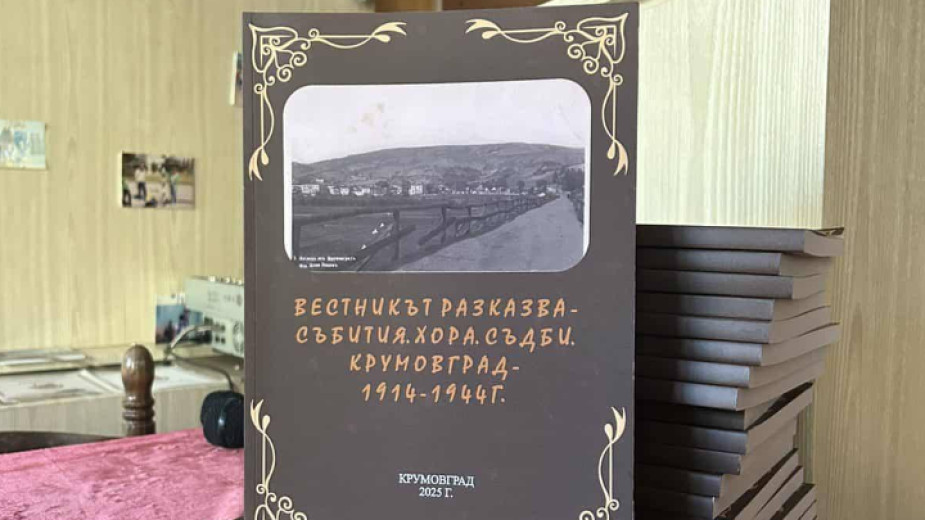 ВЕСТНИКЪТ РАЗКАЗВА-
СЪБИТИЯ. ХОРА. СЪДБИ.
КРУМОВГРАД-
1914-1944Г.
КРУМОВГРАД
2025 Г.